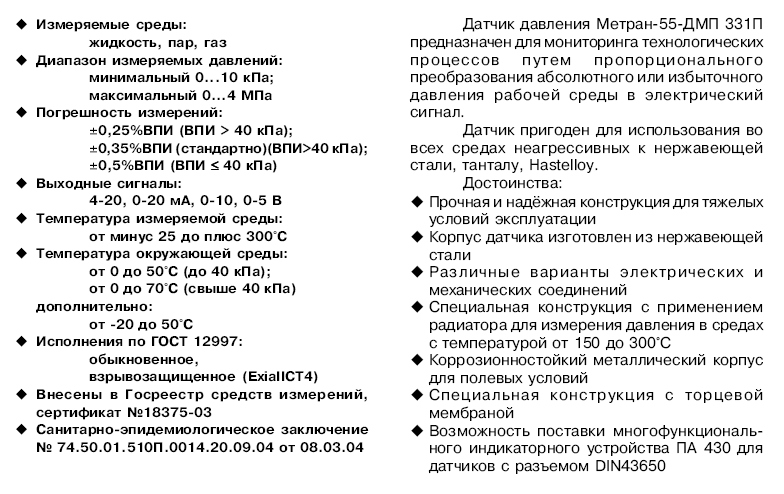 ◆ Измеряемые среды:
жидкость, пар, газ
◆ Диапазон измеряемых давлений:
минимальный 0...10 кПа;
максимальный 0...4 МПа
◆ Погрешность измерений:
±0,25%ВПИ (ВПИ > 40 кПа);
±0,35%ВПИ (стандартно)(ВПИ>40 кПа);
±0,5%ВПИ (ВПИ ≤ 40 кПа)
◆ Выходные сигналы:
4-20, 0-20 мА, 0-10, 0-5 В
◆ Температура измеряемой среды:
от минус 25 до плюс 300°С
◆ Температура окружающей среды:
от 0 до 50°С (до 40 кПа);
от 0 до 70°С (свыше 40 кПа)
дополнительно:
от -20 до 50°С
◆ Исполнения по ГОСТ 12997:
обыкновенное,
взрывозащищенное (ExiaIICT4)
◆ Внесены в Госреестр средств измерений,
сертификат №18375-03
◆ Санитарно-эпидемиологическое заключение
№ 74.50.01.510П.0014.20.09.04 от 08.03.04
Датчик давления Метран-55-ДМП 331П
предназначен для мониторинга технологических
процессов путем пропорционального
преобразования абсолютного или избыточного
давления рабочей среды в электрический
сигнал.
Датчик пригоден для использования во
всех средах неагрессивных к нержавеющей
стали, танталу, Hastelloy.
Достоинства:
◆ Прочная и надёжная конструкция для тяжелых
условий эксплуатации
◆ Корпус датчика изготовлен из нержавеющей
стали
◆ Различные варианты электрических и
механических соединений
◆ Специальная конструкция с применением
радиатора для измерения давления в средах
с температурой от 150 до 300°С
◆ Коррозионностойкий металлический корпус
для полевых условий
◆ Специальная конструкция с торцевой
мембраной
◆ Возможность поставки многофункциональ-
ного индикаторного устройства ПА 430 для
датчиков с разъемом DIN43650